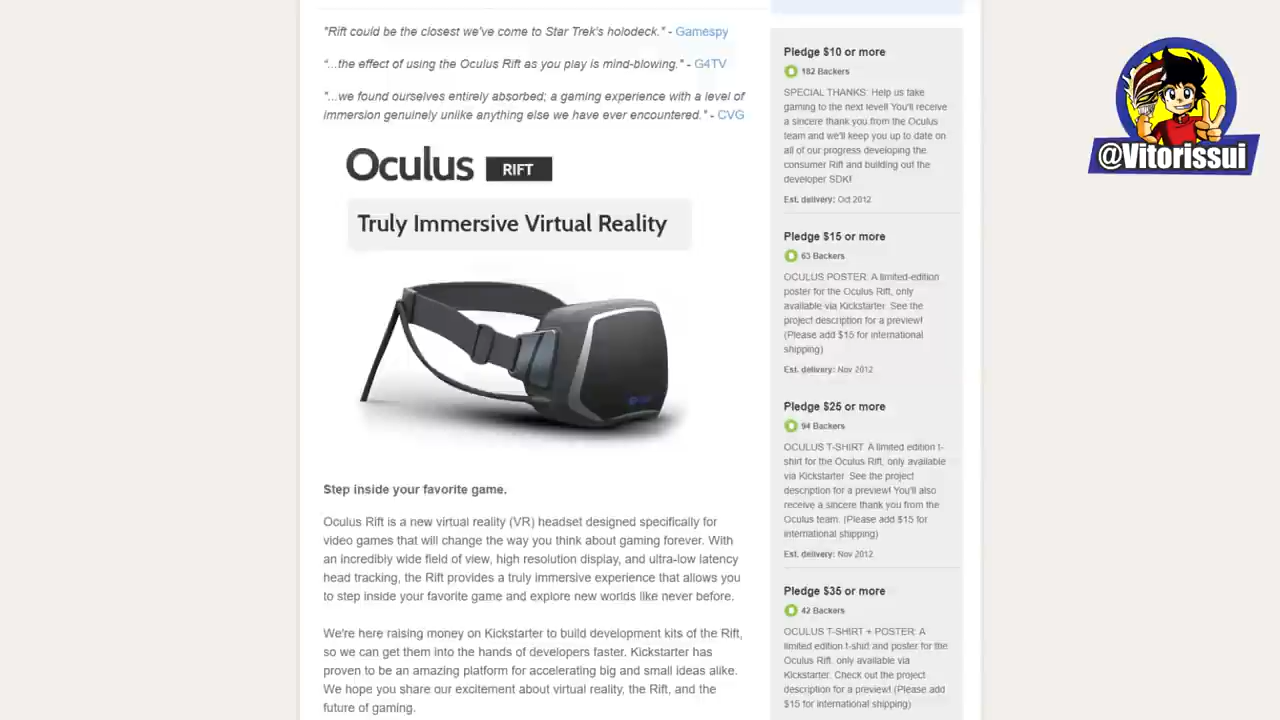 "Rift could be the closest we've come to Star Trek's holodeck." - Gamespy
"...the effect of using the Oculus Rift as you play is mind-blowing." - G4TV
"...we found ourselves entirely absorbed; a gaming experience with a level of
immersion genuinely unlike anything else we have ever encountered." - CVG
Oculus RIFT
Truly Immersive Virtual Reality
Step inside your favorite game.
Oculus Rift is a new virtual reality (VR) headset designed specifically for
video games that will change the way you think about gaming forever. With
an incredibly wide field of view, high resolution display, and ultra-low latency
head tracking, the Rift provides a truly immersive experience that allows you
to step inside your favorite game and explore new worlds like never before.
We're here raising money on Kickstarter to build development kits of the Rift,
so we can get them into the hands of developers faster. Kickstarter has
proven to be an amazing platform for accelerating big and small ideas alike.
We hope you share our excitement about virtual reality, the Rift, and the
future of gaming.
Pledge $10 or more
182 Backers
SPECIAL THANKS: Help us take
gaming to the next level! You'll receive
a sincere thank you from the Oculus
team and we'll keep you up to date on
all of our progress developing the
consumer Rift and building out the
developer SDK!
Est. delivery: Oct 2012
Pledge $15 or more
63 Backers
OCULUS POSTER: A limited-edition
poster for the Oculus Rift, only
available via Kickstarter. See the
project description for a preview!
(Please add $15 for international
shipping)
Est. delivery: Nov 2012
Pledge $25 or more
94 Backers
OCULUS T-SHIRT: A limited edition t-
shirt for the Oculus Rift, only available
via Kickstarter. See the project
description for a preview! You'll also
receive a sincere thank you from the
Oculus team. (Please add $15 for
international shipping)
Est. delivery: Nov 2012
Pledge $35 or more
42 Backers
OCULUS T-SHIRT + POSTER: A
limited edition t-shirt and poster for the
Oculus Rift, only available via
Kickstarter. Check out the project
description for a preview! (Please add
$15 for international shipping)
@Vitorissui